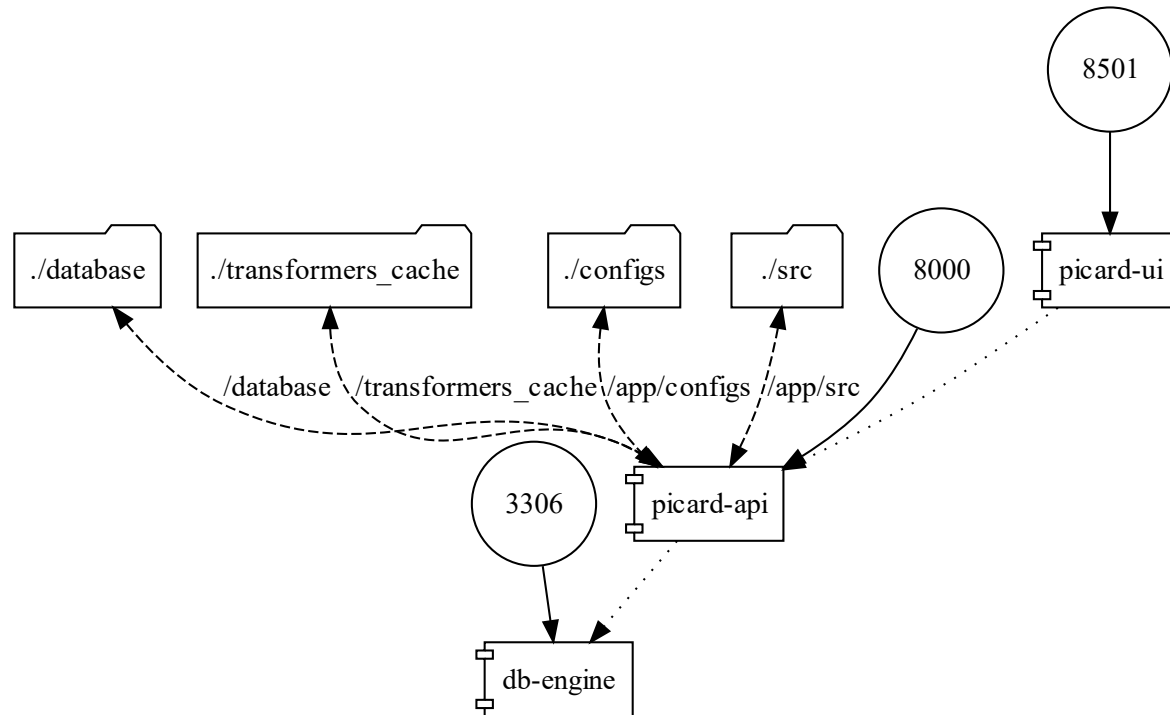 8501
./database
./transformers_cache
./configs
./src
8000
picard-ui
/database
/transformers_cache
/app/configs
/app/src
3306
picard-api
db-engine